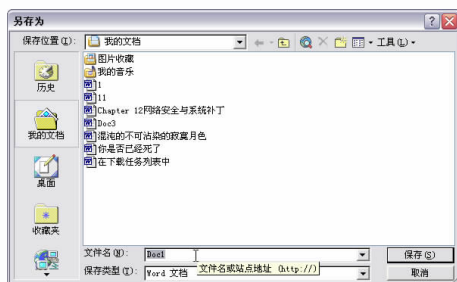 另存为
保存位置(I):
我的文档
工具(L)
历史
我的文档
桌面
收藏夹
图片收藏
我的音乐
1
11
Chapter 12网络安全与系统补丁
Doc3
混沌的不可沾染的寂寞月色
你是否已经死了
在下载任务列表中
文件名(N):
Doc1
保存(S)
保存类型(T):
Word 文档
文件名或站点地址 (http://)
取消